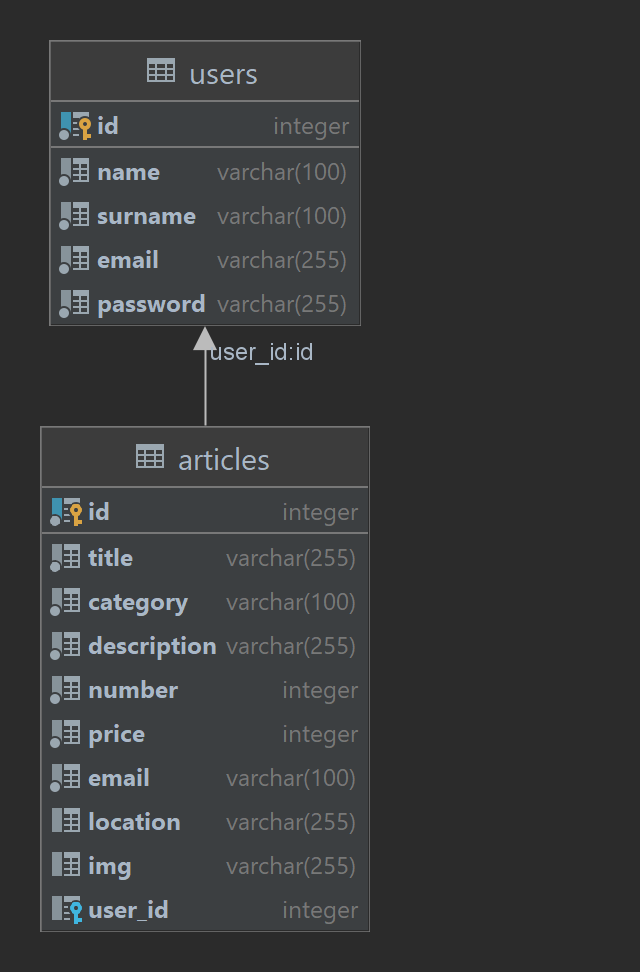 users
id integer
name varchar(100)
surname varchar(100)
email varchar(255)
password varchar(255)
user_id:id
articles
id integer
title varchar(255)
category varchar(100)
description varchar(255)
number integer
price integer
email varchar(100)
location varchar(255)
img varchar(255)
user_id integer